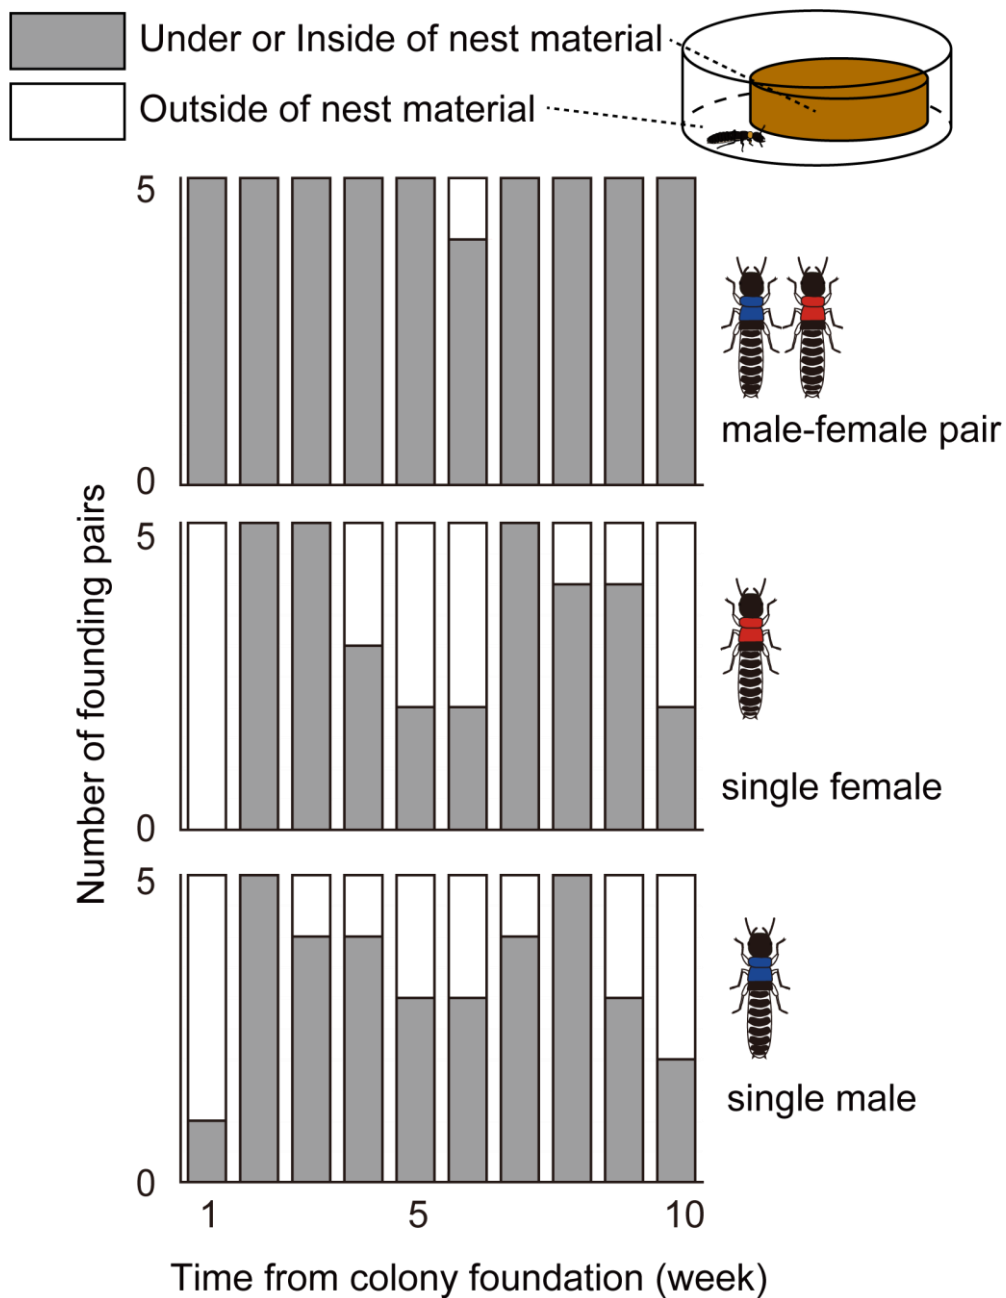 Under or Inside of nest material
Outside of nest material
Number of founding pairs
5
0
male-female pair
5
0
single female
5
0
single male
1 5 10
Time from colony foundation (week)